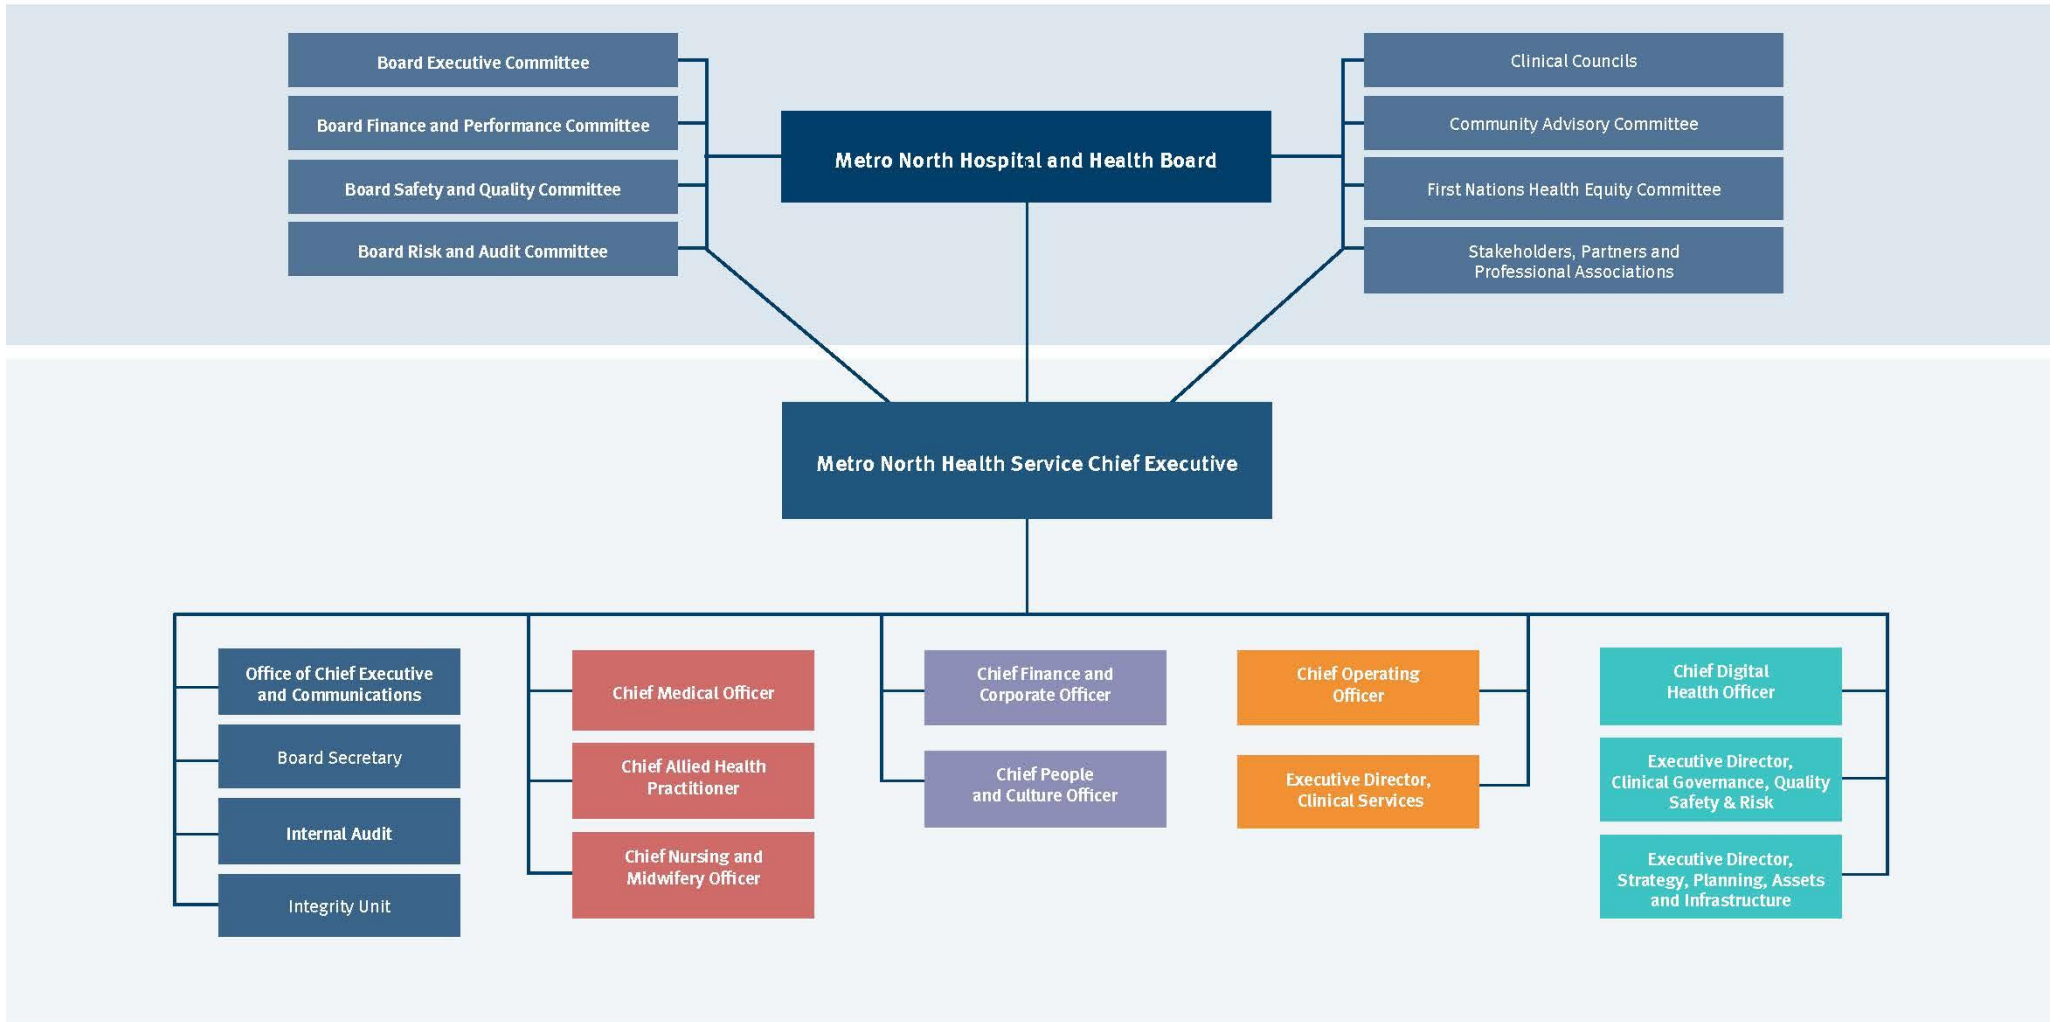 Board Executive Committee
Board Finance and Performance Committee
Board Safety and Quality Committee
Board Risk and Audit Committee
Metro North Hospital and Health Board
Clinical Councils
Community Advisory Committee
First Nations Health Equity Committee
Stakeholders, Partners and
Professional Associations
Metro North Health Service Chief Executive
Office of Chief Executive
and Communications
Board Secretary
Internal Audit
Integrity Unit
Chief Medical Officer
Chief Allied Health
Practitioner
Chief Nursing and
Midwifery Officer
Chief Finance and
Corporate Officer
Chief People
and Culture Officer
Chief Operating
Officer
Executive Director,
Clinical Services
Chief Digital
Health Officer
Executive Director,
Clinical Governance, Quality
Safety & Risk
Executive Director,
Strategy, Planning, Assets
and Infrastructure